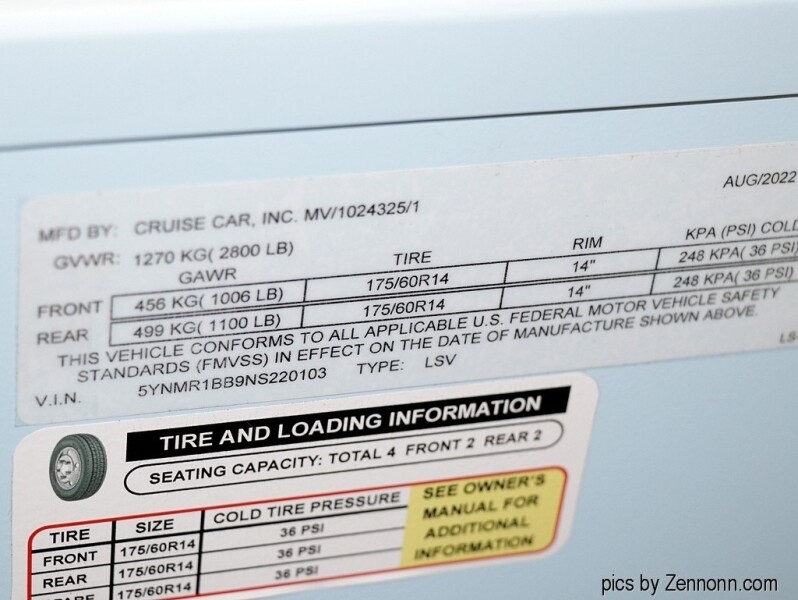 AUG/2022
MFD BY: CRUISE CAR, INC. MV/1024325/1
GVWR: 1270 KG( 2800 LB)
GAWR TIRE RIM KPA (PSI) COLD
FRONT 456 KG( 1006 LB) 175/60R14 14" 248 KPA( 36 PSI)
REAR 499 KG( 1100 LB) 175/60R14 14" 248 KPA( 36 PSI)
THIS VEHICLE CONFORMS TO ALL APPLICABLE U.S. FEDERAL MOTOR VEHICLE SAFETY
STANDARDS (FMVSS) IN EFFECT ON THE DATE OF MANUFACTURE SHOWN ABOVE.
V.I.N. 5YNMR1BB9NS220103 TYPE: LSV
TIRE AND LOADING INFORMATION
SEATING CAPACITY: TOTAL 4 FRONT 2 REAR 2
TIRE SIZE COLD TIRE PRESSURE
FRONT 175/60R14 36 PSI
REAR 175/60R14 36 PSI
175/60R14 36 PSI
SEE OWNER'S
MANUAL FOR
ADDITIONAL
INFORMATION
pics by Zennonn.com